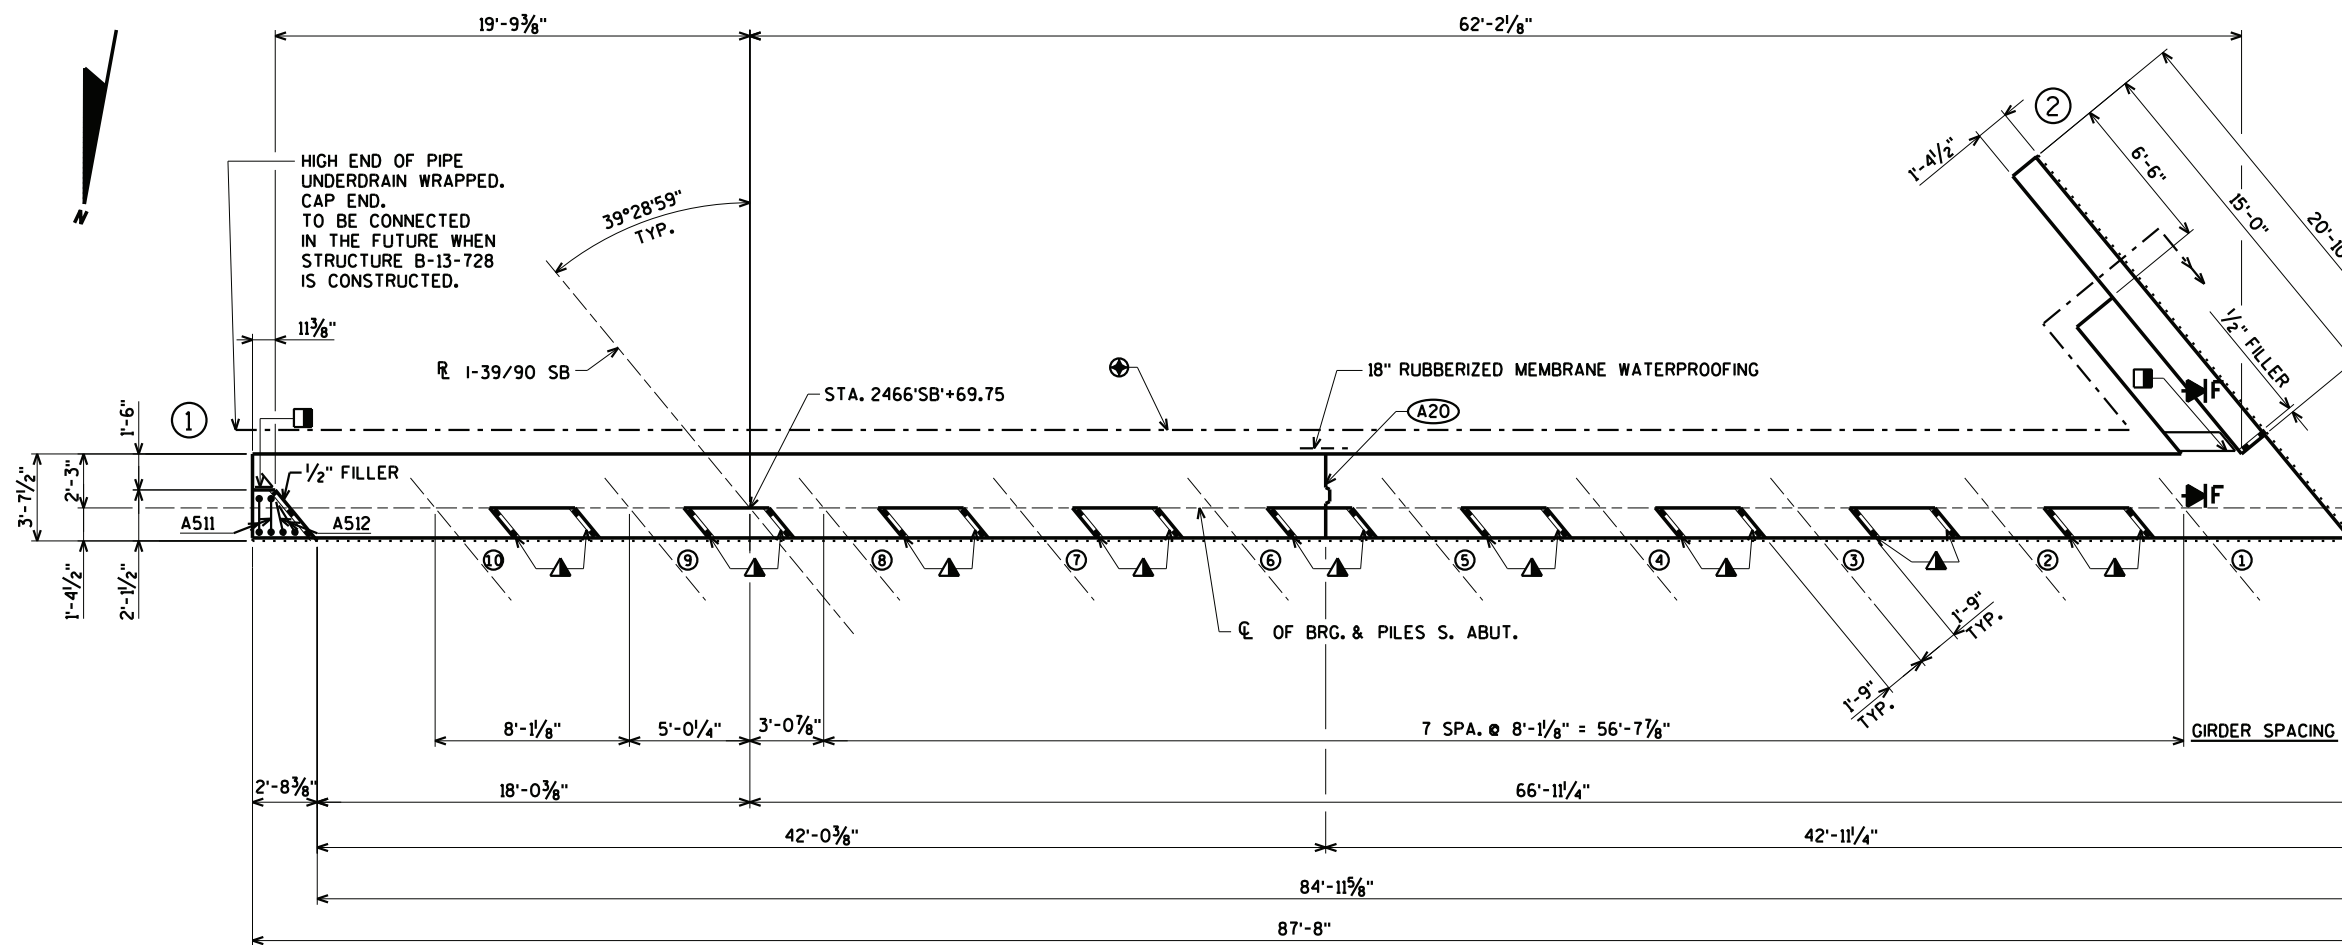 19'-9⅜"
62'-2⅛"
N
HIGH END OF PIPE
UNDERDRAIN WRAPPED.
CAP END.
TO BE CONNECTED
IN THE FUTURE WHEN
STRUCTURE B-13-728
IS CONSTRUCTED.
39°28'59"
TYP.
2
1'-4½"
6'-6"
15'-0"
½" FILLER
11⅜"
℞ I-39/90 SB
STA. 2466'SB'+69.75
18" RUBBERIZED MEMBRANE WATERPROOFING
A20
F
1
1'-6"
2'-3"
3'-7½"
½" FILLER
F
A511
A512
1'-4½"
2'-1½"
10
9
8
7
6
5
4
3
2
1
℄ OF BRG. & PILES S. ABUT.
1'-9"
TYP.
1'-9"
TYP.
8'-1⅛"
5'-0¼"
3'-0⅞"
7 SPA. @ 8'-1⅛" = 56'-7⅞"
GIRDER SPACING
2'-8⅜"
18'-0⅜"
66'-11¼"
42'-0⅜"
42'-11¼"
84'-11⅝"
87'-8"